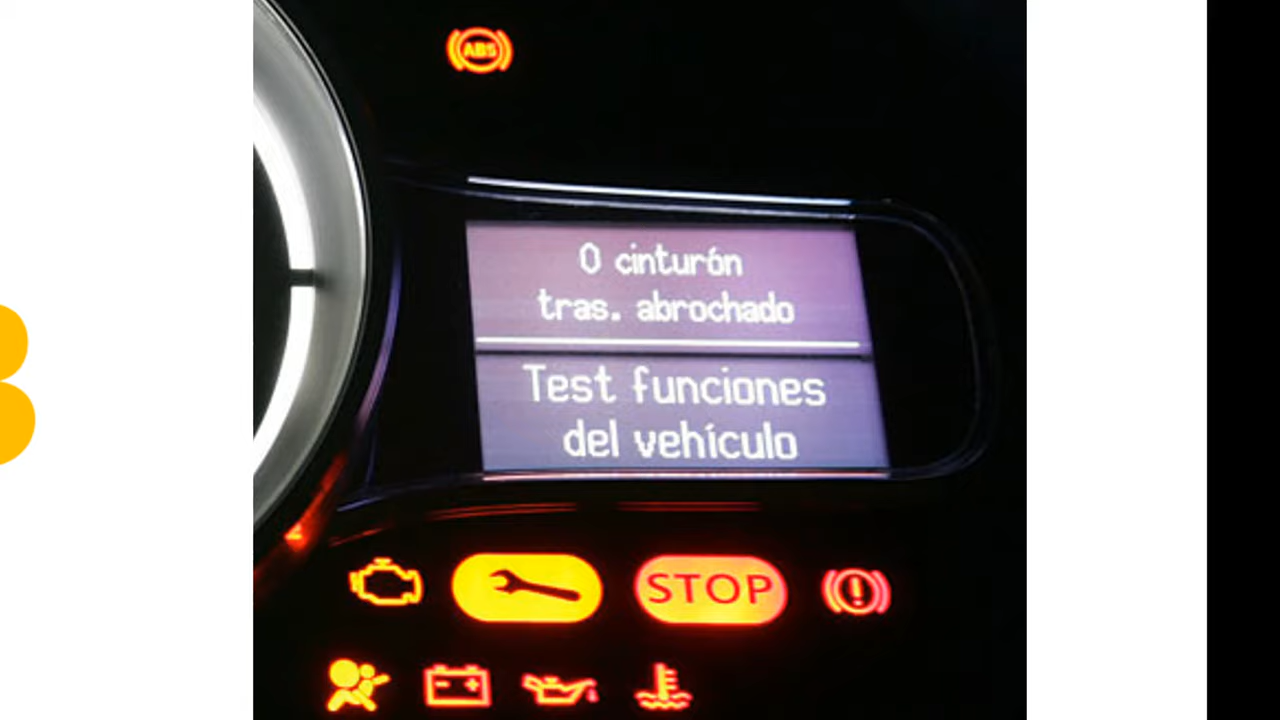 ABS
0 cinturón
tras. abrochado
Test funciones
del vehículo
STOP